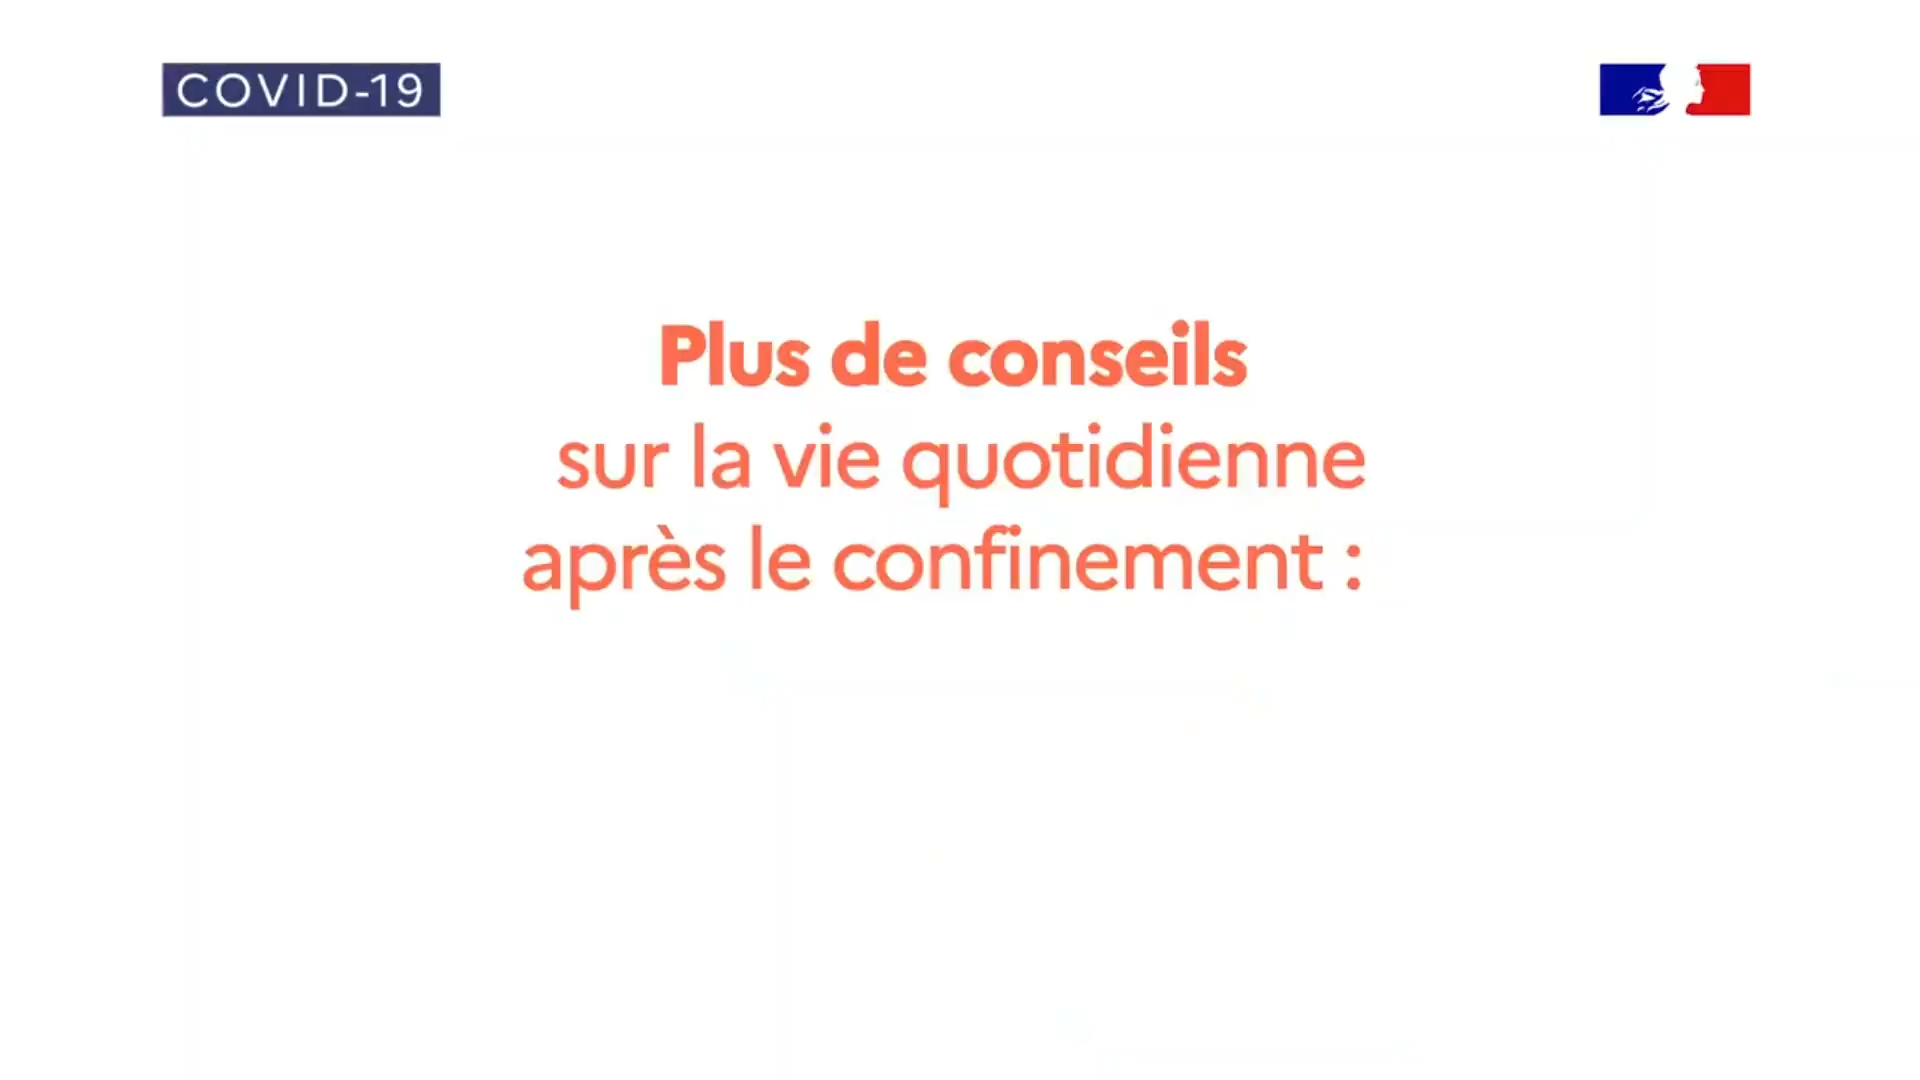 COVID-19
Plus de conseils
sur la vie quotidienne
après le confinement :